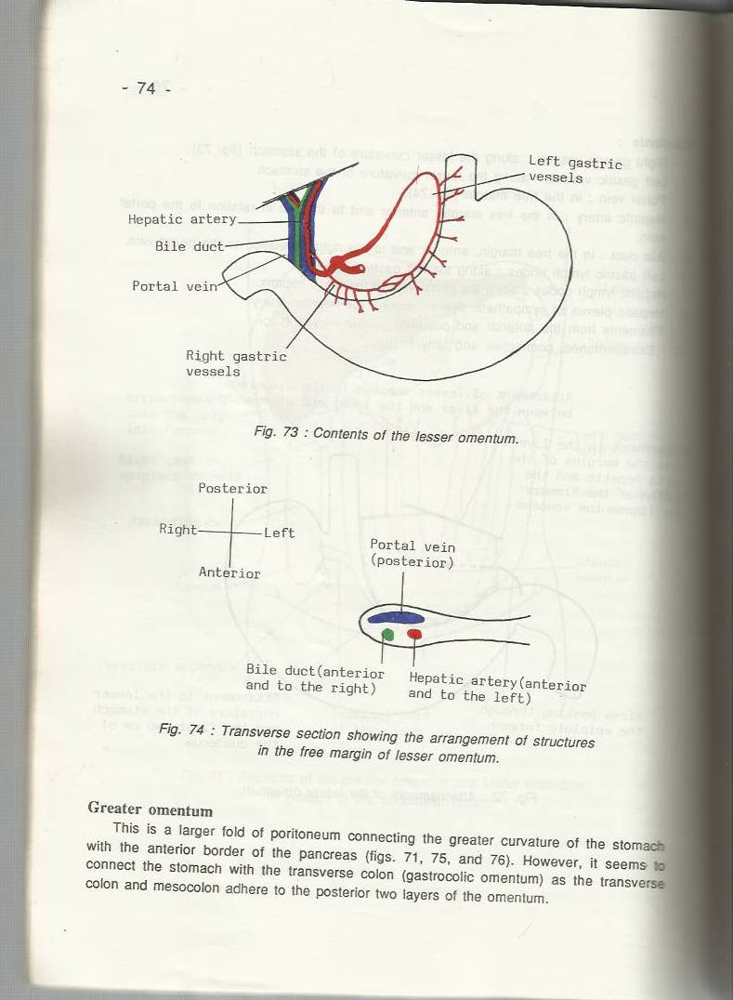 - 74 -
Left gastric
vessels
Hepatic artery
Bile duct
Portal vein
Right gastric
vessels
Fig. 73 : Contents of the lesser omentum.
Posterior
Right
Left
Anterior
Portal vein
(posterior)
Bile duct(anterior
and to the right)
Hepatic artery(anterior
and to the left)
Fig. 74 : Transverse section showing the arrangement of structures
in the free margin of lesser omentum.
Greater omentum
This is a larger fold of poritoneum connecting the greater curvature of the stomach
with the anterior border of the pancreas (figs. 71, 75, and 76). However, it seems to
connect the stomach with the transverse colon (gastrocolic omentum) as the transverse
colon and mesocolon adhere to the posterior two layers of the omentum.